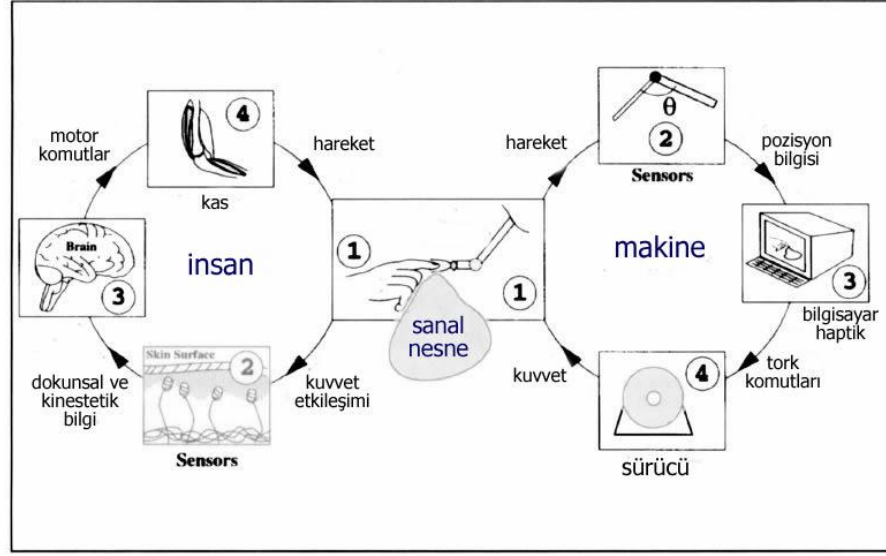 motor
komutlar
4
kas
hareket
Brain
3
insan
1
dokunsal ve
kinestetik
bilgi
Skin Surface
2
Sensors
kuvvet
etkileşimi
sanal
nesne
1
hareket
θ
2
Sensors
pozisyon
bilgisi
makine
3
bilgisayar
haptik
tork
komutları
kuvvet
4
sürücü